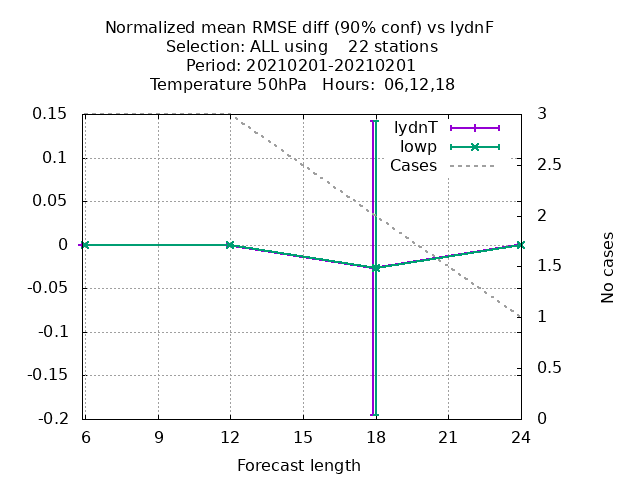 Normalized mean RMSE diff (90% conf) vs lydnF
Selection: ALL using    22 stations
Period: 20210201-20210201
Temperature 50hPa   Hours: 06,12,18
0.15
0.1
0.05
0
-0.05
-0.1
-0.15
-0.2
lydnT
lowp
Cases
3
2.5
2
1.5
1
0.5
0
No cases
6 9 12 15 18 21 24
Forecast length